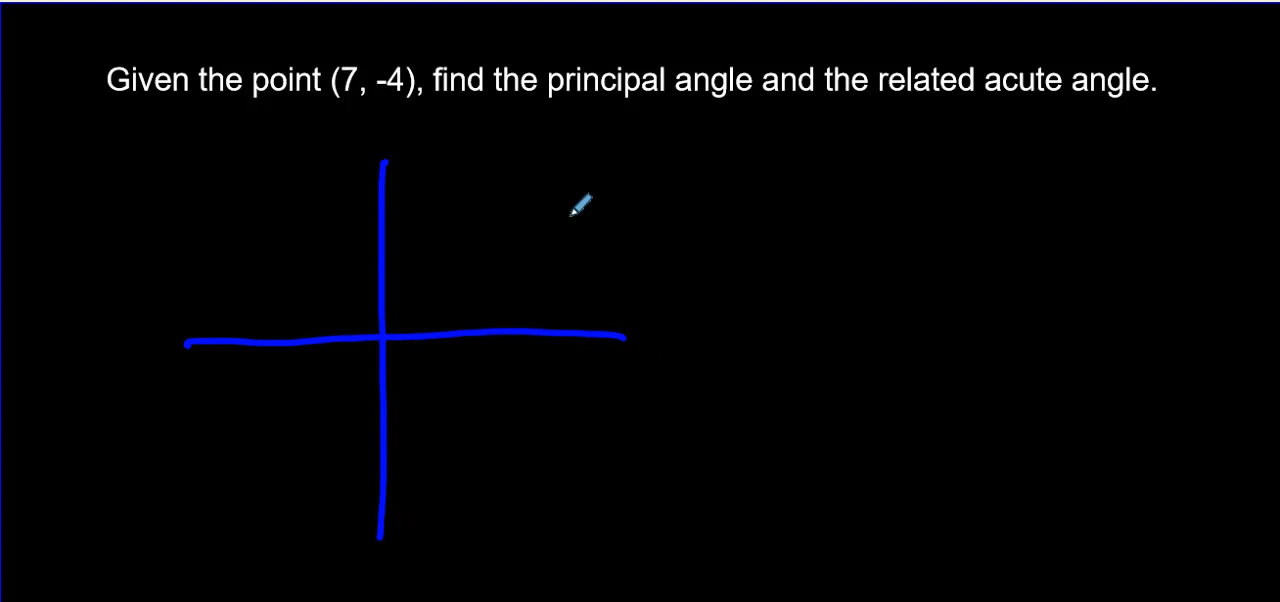 Given the point (7, -4), find the principal angle and the related acute angle.